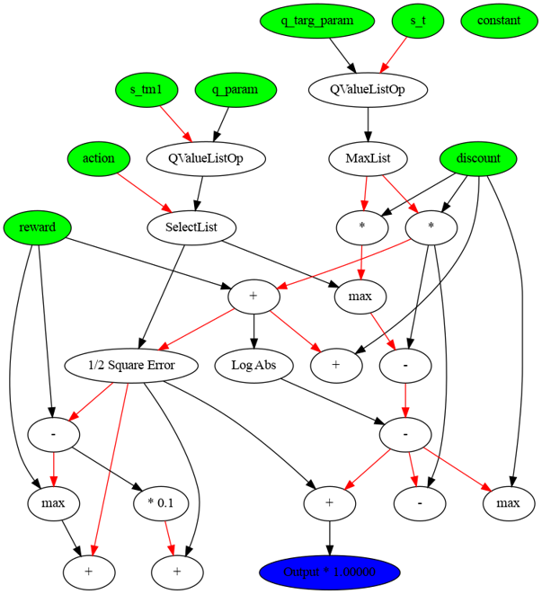 q_targ_param
s_t
constant
s_tm1
q_param
QValueListOp
action
QValueListOp
MaxList
discount
reward
SelectList
*
*
+
max
1/2 Square Error
Log Abs
+
-
-
-
max
* 0.1
+
-
max
+
+
Output * 1.00000